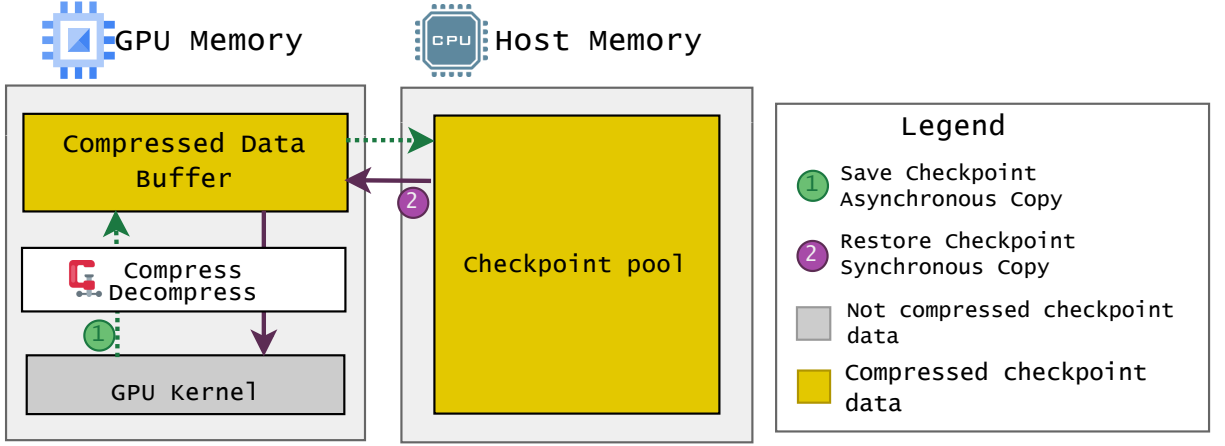 GPU Memory
CPU
Host Memory
Compressed Data
Buffer
2
Compress
Decompress
1
GPU Kernel
Checkpoint pool
Legend
1
Save Checkpoint
Asynchronous Copy
2
Restore Checkpoint
Synchronous Copy
Not compressed checkpoint
data
Compressed checkpoint
data